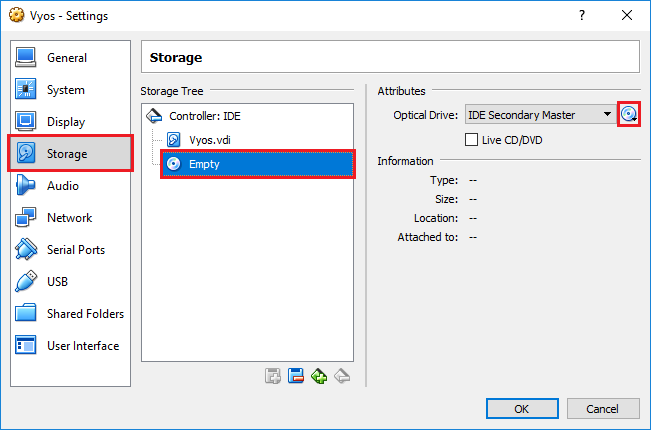 Vyos - Settings
?
General
System
Display
Storage
Audio
Network
Serial Ports
USB
Shared Folders
User Interface
Storage
Storage Tree
Controller: IDE
Vyos.vdi
Empty
Attributes
Optical Drive: IDE Secondary Master
Live CD/DVD
Information
Type: --
Size: --
Location: --
Attached to: --
OK
Cancel